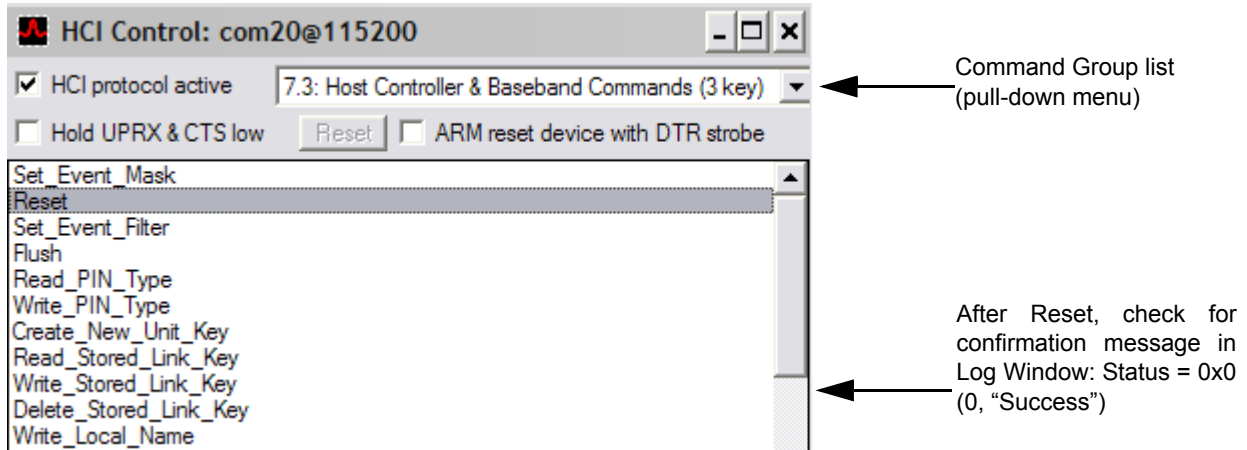 HCI Control: com20@115200
HCI protocol active
7.3: Host Controller & Baseband Commands (3 key)
Hold UPRX & CTS low
Reset
ARM reset device with DTR strobe
Set_Event_Mask
Reset
Set_Event_Filter
Flush
Read_PIN_Type
Write_PIN_Type
Create_New_Unit_Key
Read_Stored_Link_Key
Write_Stored_Link_Key
Delete_Stored_Link_Key
Write_Local_Name
Command Group list
(pull-down menu)
After Reset, check for
confirmation message in
Log Window: Status = 0x0
(0, “Success”)